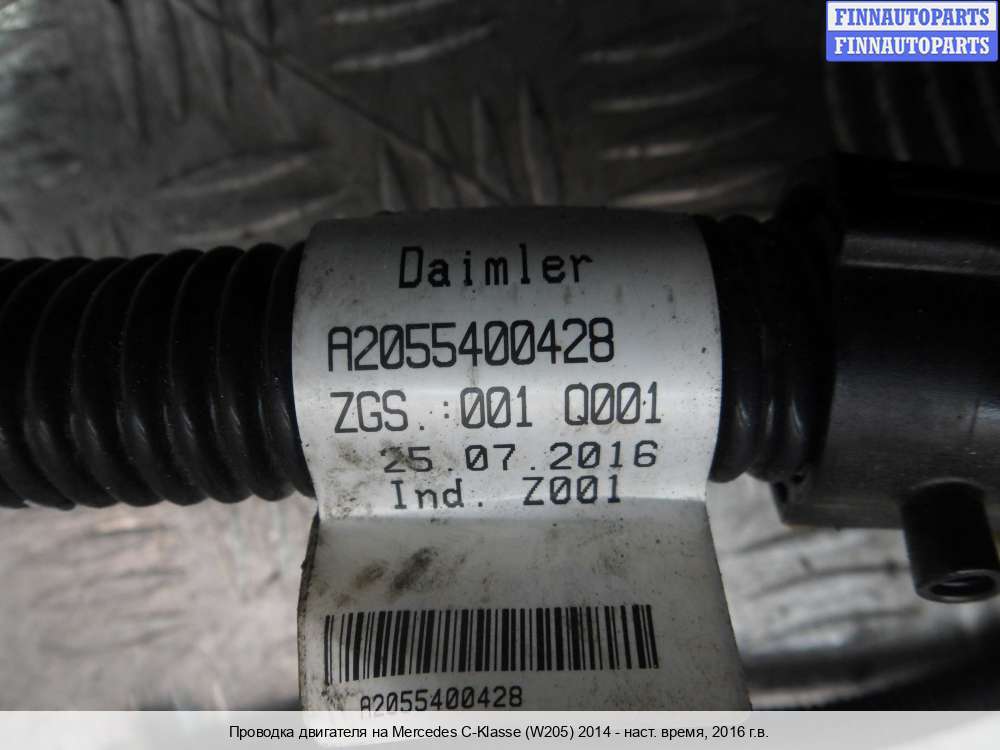 FINNAUTOPARTS
FINNAUTOPARTS
Daimler
A2055400428
ZGS.:001 Q001
25.07.2016
Ind. Z001
A2055400428
Проводка двигателя на Mercedes C-Klasse (W205) 2014 - наст. время, 2016 г.в.